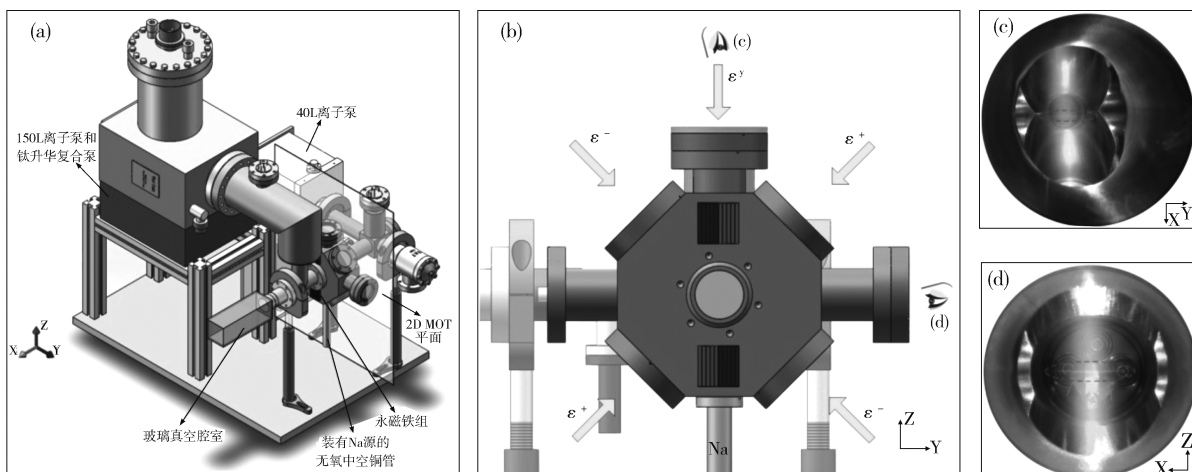 (a)
40L离子泵
150L离子泵和
钛升华复合泵
2D MOT
平面
Z
X
Y
玻璃真空腔室
永磁铁组
装有Na源的
无氧中空铜管
(b)
(c)
ε^y
ε^-
ε^+
(d)
ε^+
ε^-
Na
Z
Y
(c)
Y
X
(d)
Z
X